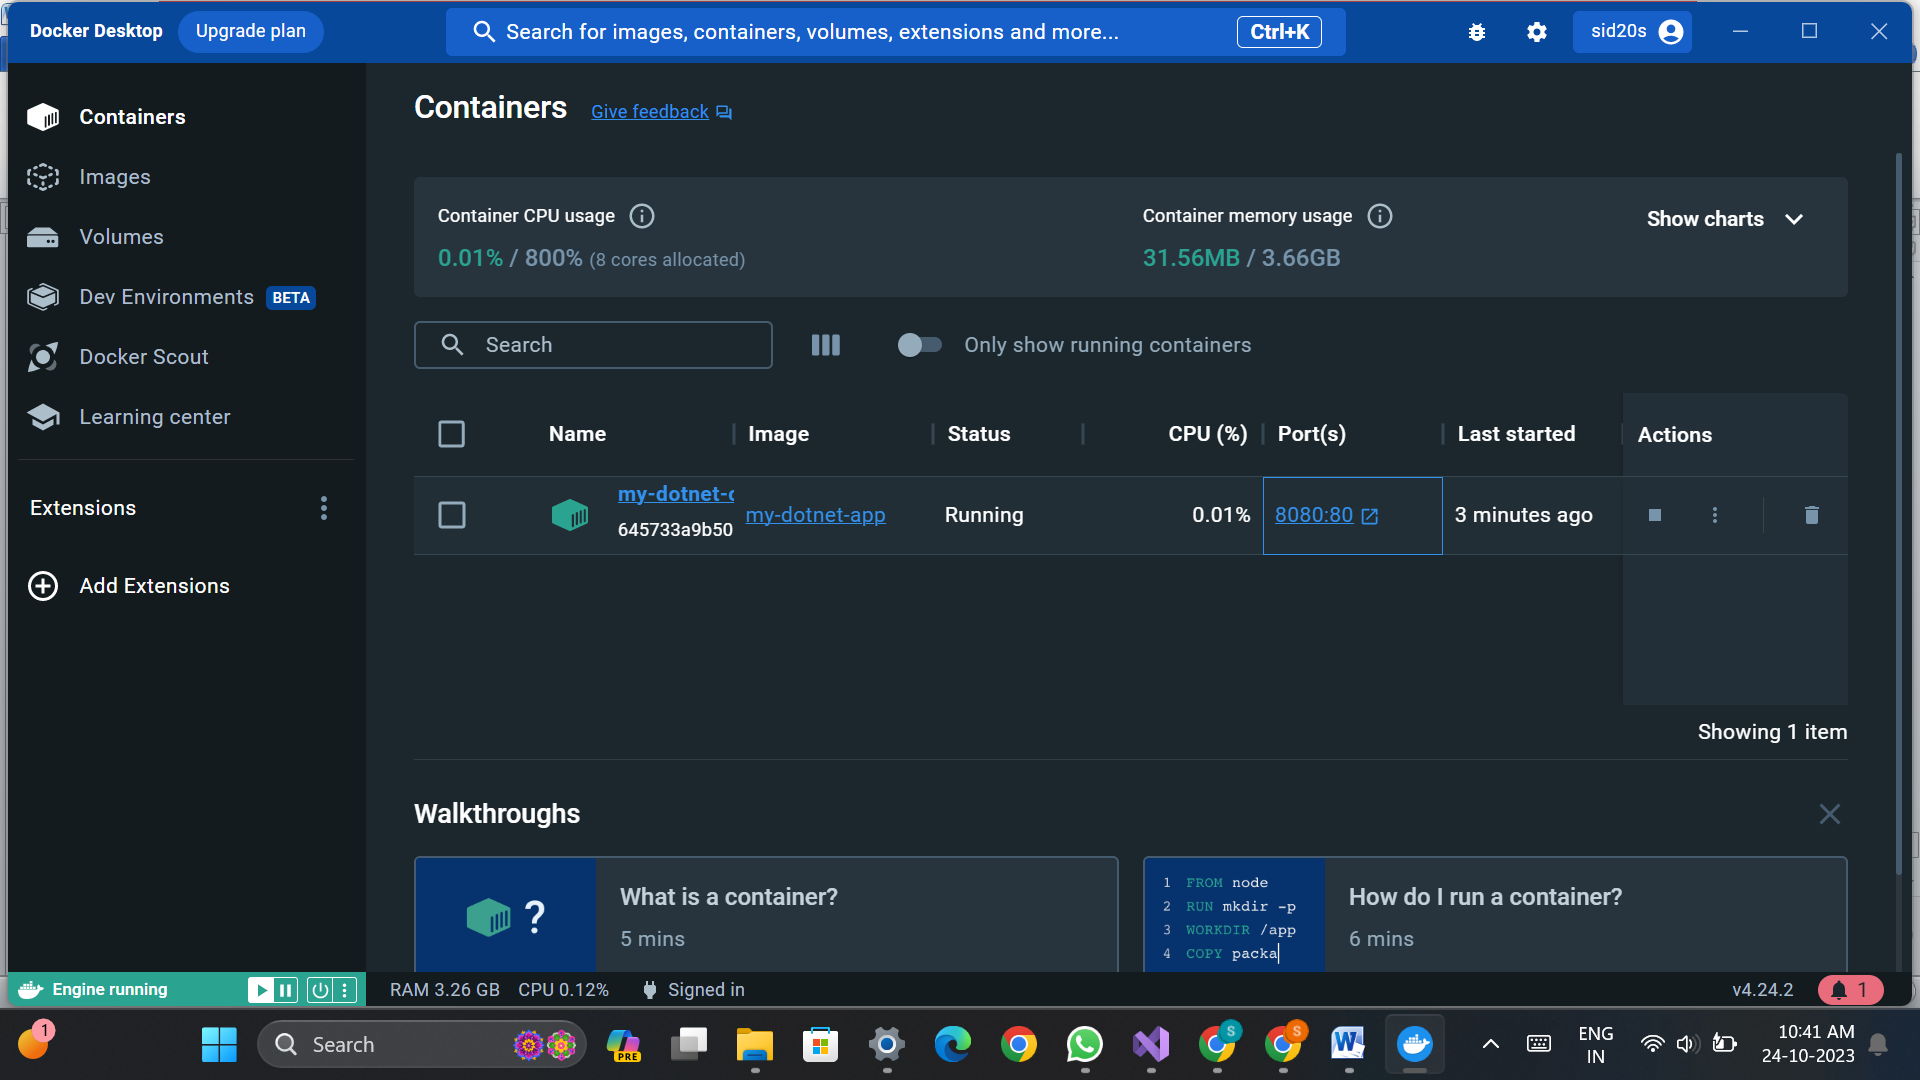 Docker Desktop
Upgrade plan
Search for images, containers, volumes, extensions and more...
Ctrl+K
sid20s
Containers
Images
Volumes
Dev Environments BETA
Docker Scout
Learning center
Extensions
Add Extensions
Containers
Give feedback
Container CPU usage
0.01% / 800% (8 cores allocated)
Container memory usage
31.56MB / 3.66GB
Show charts
Search
Only show running containers
Name Image Status CPU (%) Port(s) Last started Actions
my-dotnet-c
645733a9b50
my-dotnet-app Running 0.01% 8080:80 3 minutes ago
Showing 1 item
Walkthroughs
?
What is a container?
5 mins
1 FROM node
2 RUN mkdir -p
3 WORKDIR /app
4 COPY packa
How do I run a container?
6 mins
Engine running
RAM 3.26 GB CPU 0.12% Signed in
v4.24.2
1
1
Search
PRE
S
S
W
ENG
IN
10:41 AM
24-10-2023